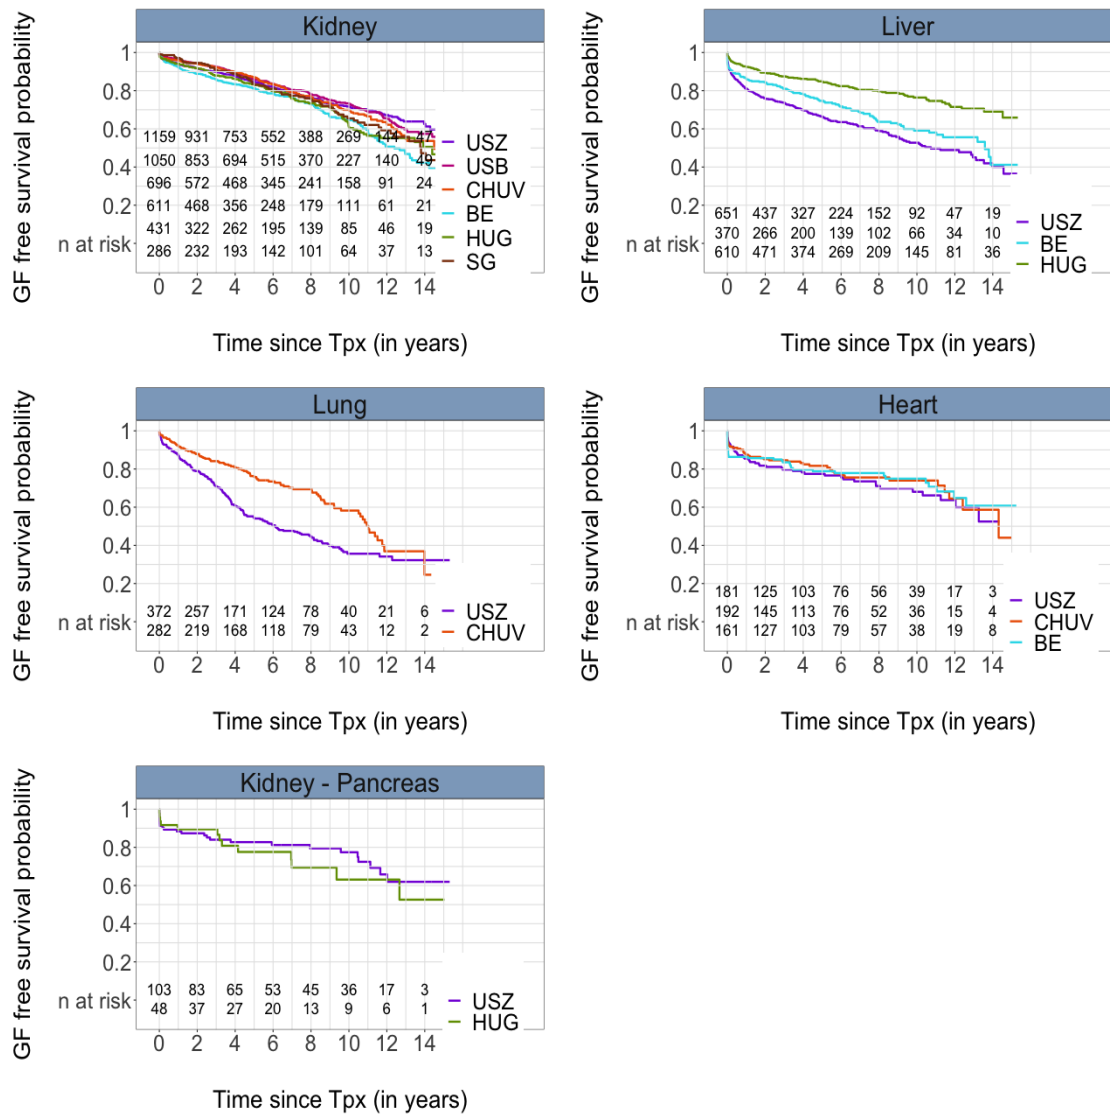 Kidney
GF free survival probability
1
0.8
0.6
0.4
0.2
n at risk
1159 931 753 552 388 269 144 47
1050 853 694 515 370 227 140 49
696 572 468 345 241 158 91 24
611 468 356 248 179 111 61 21
431 322 262 195 139 85 46 19
286 232 193 142 101 64 37 13
USZ
USB
CHUV
BE
HUG
SG
0 2 4 6 8 10 12 14
Time since Tpx (in years)
Liver
GF free survival probability
1
0.8
0.6
0.4
0.2
n at risk
651 437 327 224 152 92 47 19
370 266 200 139 102 66 34 10
610 471 374 269 209 145 81 36
USZ
BE
HUG
0 2 4 6 8 10 12 14
Time since Tpx (in years)
Lung
GF free survival probability
1
0.8
0.6
0.4
0.2
n at risk
372 257 171 124 78 40 21 6
282 219 168 118 79 43 12 2
USZ
CHUV
0 2 4 6 8 10 12 14
Time since Tpx (in years)
Heart
GF free survival probability
1
0.8
0.6
0.4
0.2
n at risk
181 125 103 76 56 39 17 3
192 145 113 76 52 36 15 4
161 127 103 79 57 38 19 8
USZ
CHUV
BE
0 2 4 6 8 10 12 14
Time since Tpx (in years)
Kidney - Pancreas
GF free survival probability
1
0.8
0.6
0.4
0.2
n at risk
103 83 65 53 45 36 17 3
48 37 27 20 13 9 6 1
USZ
HUG
0 2 4 6 8 10 12 14
Time since Tpx (in years)